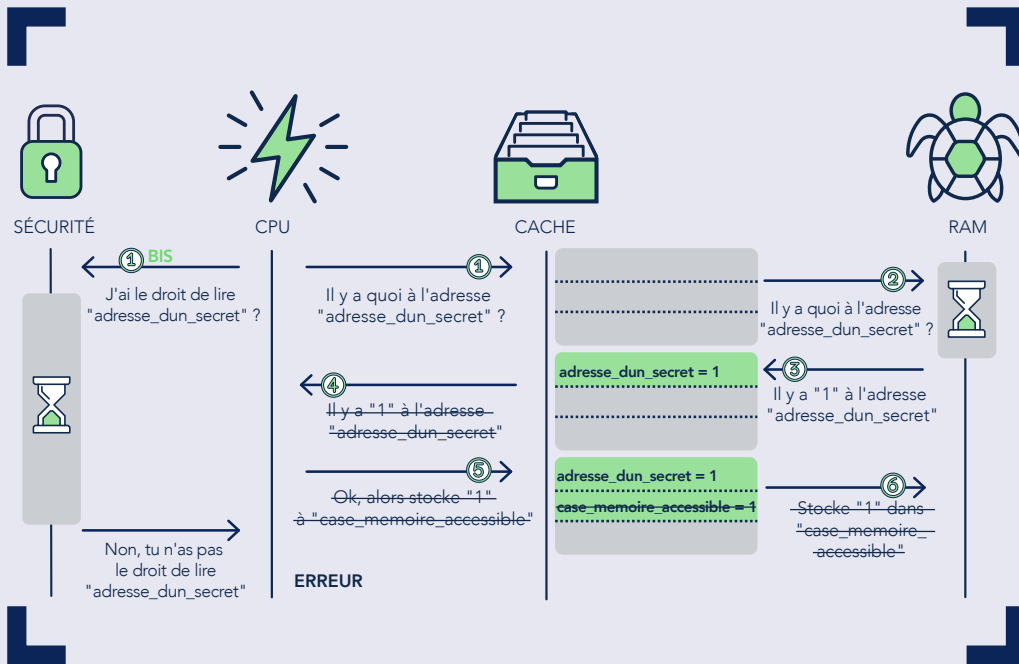 SÉCURITÉ
CPU
CACHE
RAM
1 BIS
J'ai le droit de lire
"adresse_dun_secret" ?
1
Il y a quoi à l'adresse
"adresse_dun_secret" ?
2
Il y a quoi à l'adresse
"adresse_dun_secret" ?
adresse_dun_secret = 1
3
Il y a "1" à l'adresse
"adresse_dun_secret"
4
Il y a "1" à l'adresse
"adresse_dun_secret"
5
Ok, alors stocke "1"
à "case_memoire_accessible"
adresse_dun_secret = 1
case_memoire_accessible = 1
6
Stocke "1" dans
"case_memoire_
accessible"
Non, tu n'as pas
le droit de lire
"adresse_dun_secret"
ERREUR